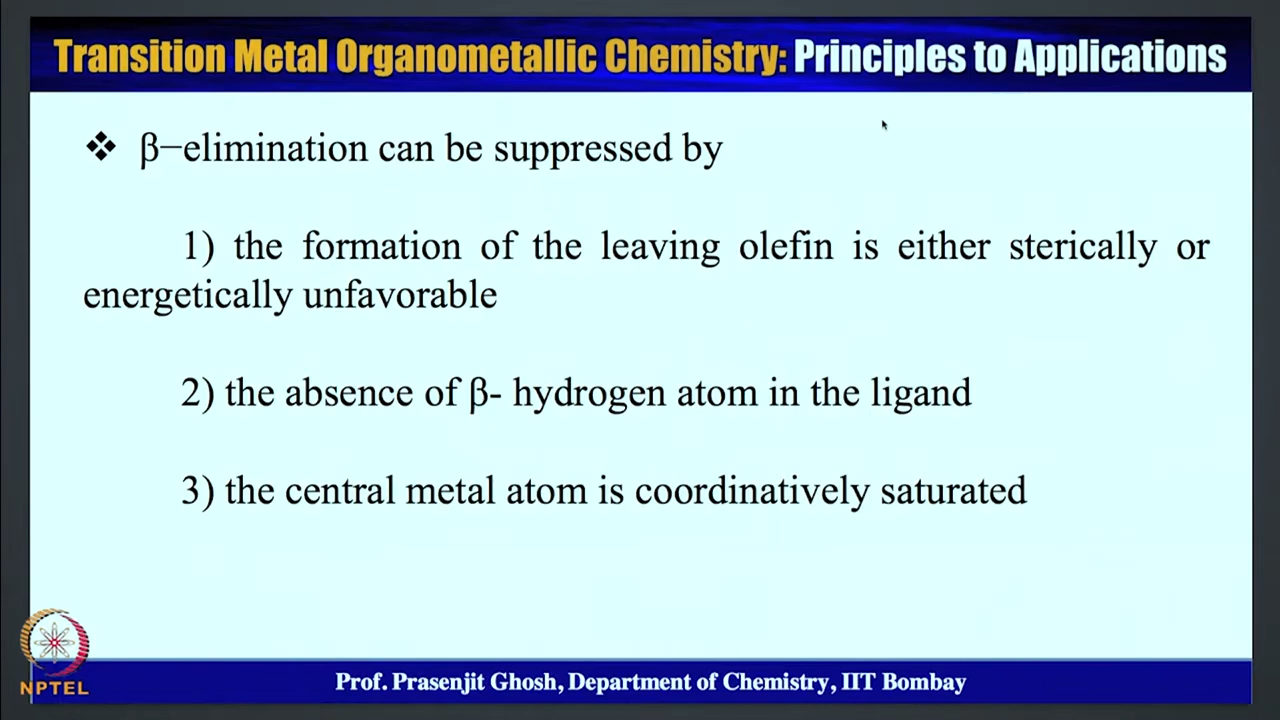 Transition Metal Organometallic Chemistry: Principles to Applications
❖ β−elimination can be suppressed by
1) the formation of the leaving olefin is either sterically or
energetically unfavorable
2) the absence of β- hydrogen atom in the ligand
3) the central metal atom is coordinatively saturated
NPTEL
Prof. Prasenjit Ghosh, Department of Chemistry, IIT Bombay